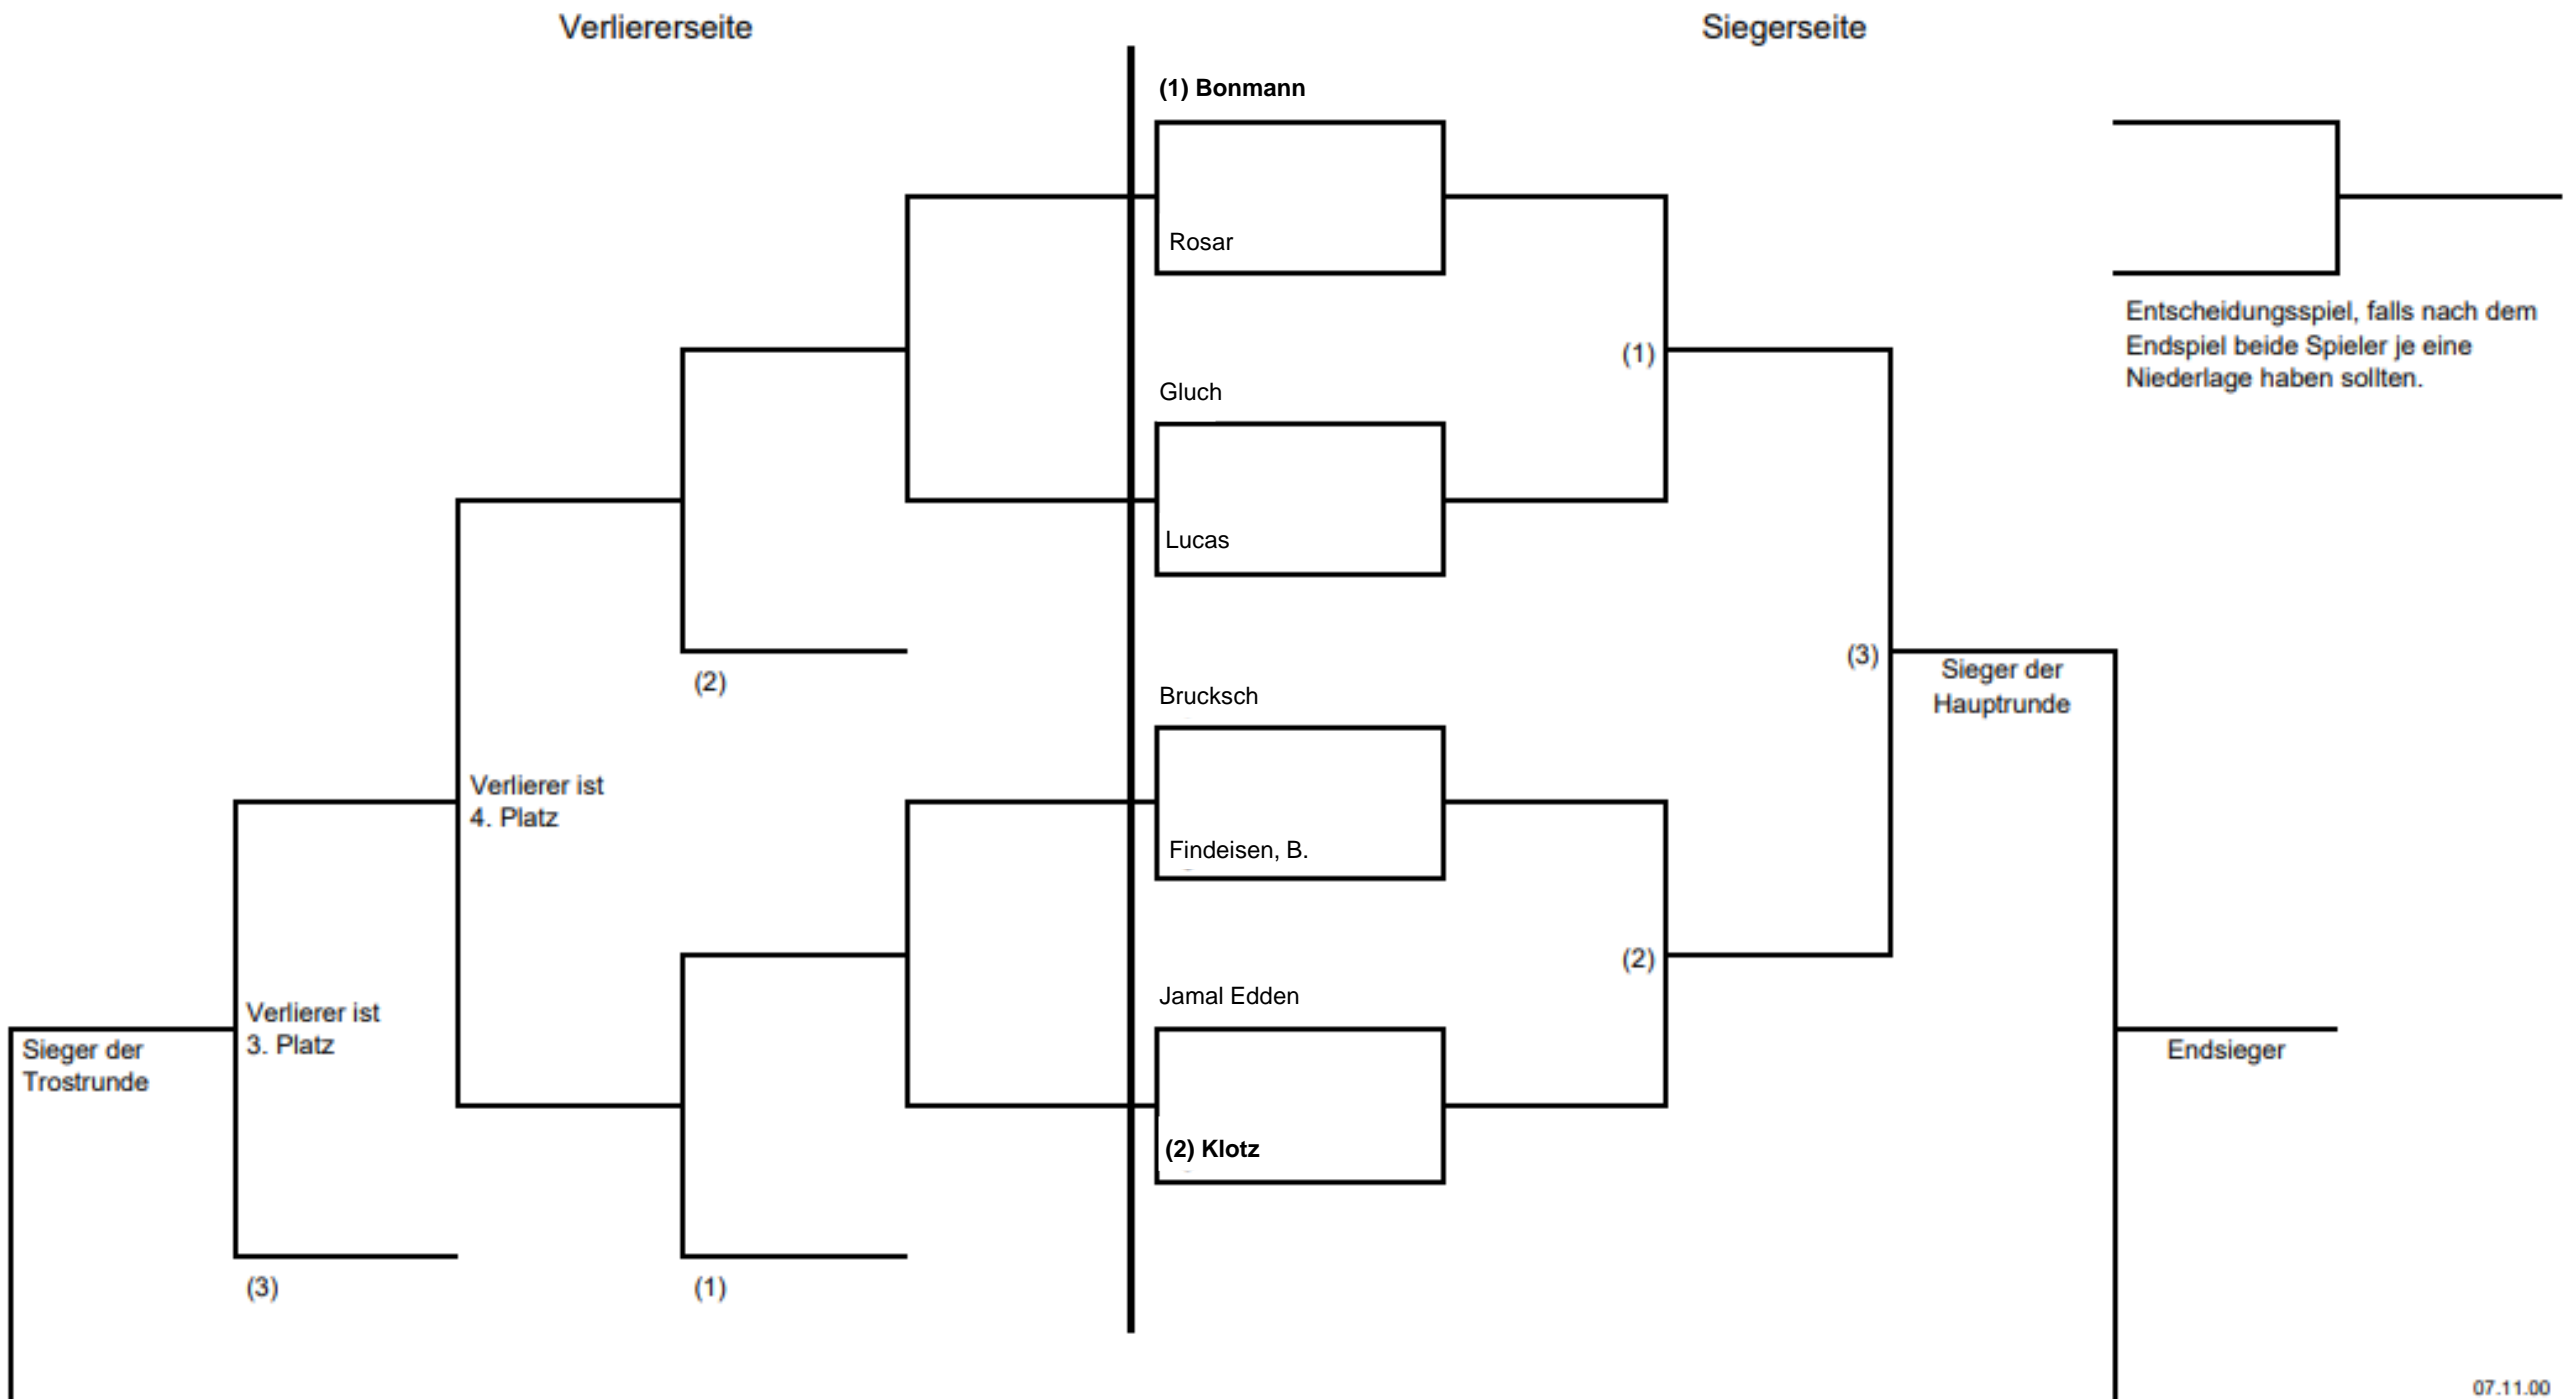 Verliererseite
Siegerseite
(1) Bonmann
Rosar
Entscheidungsspiel, falls nach dem
Endspiel beide Spieler je eine
Niederlage haben sollten.
(1)
Gluch
Lucas
(2)
Brucksch
(3)
Sieger der
Hauptrunde
Verlierer ist
4. Platz
Findeisen, B.
(2)
Jamal Edden
Verlierer ist
3. Platz
Sieger der
Trostrunde
Endsieger
(2) Klotz
(3)
(1)
07.11.00